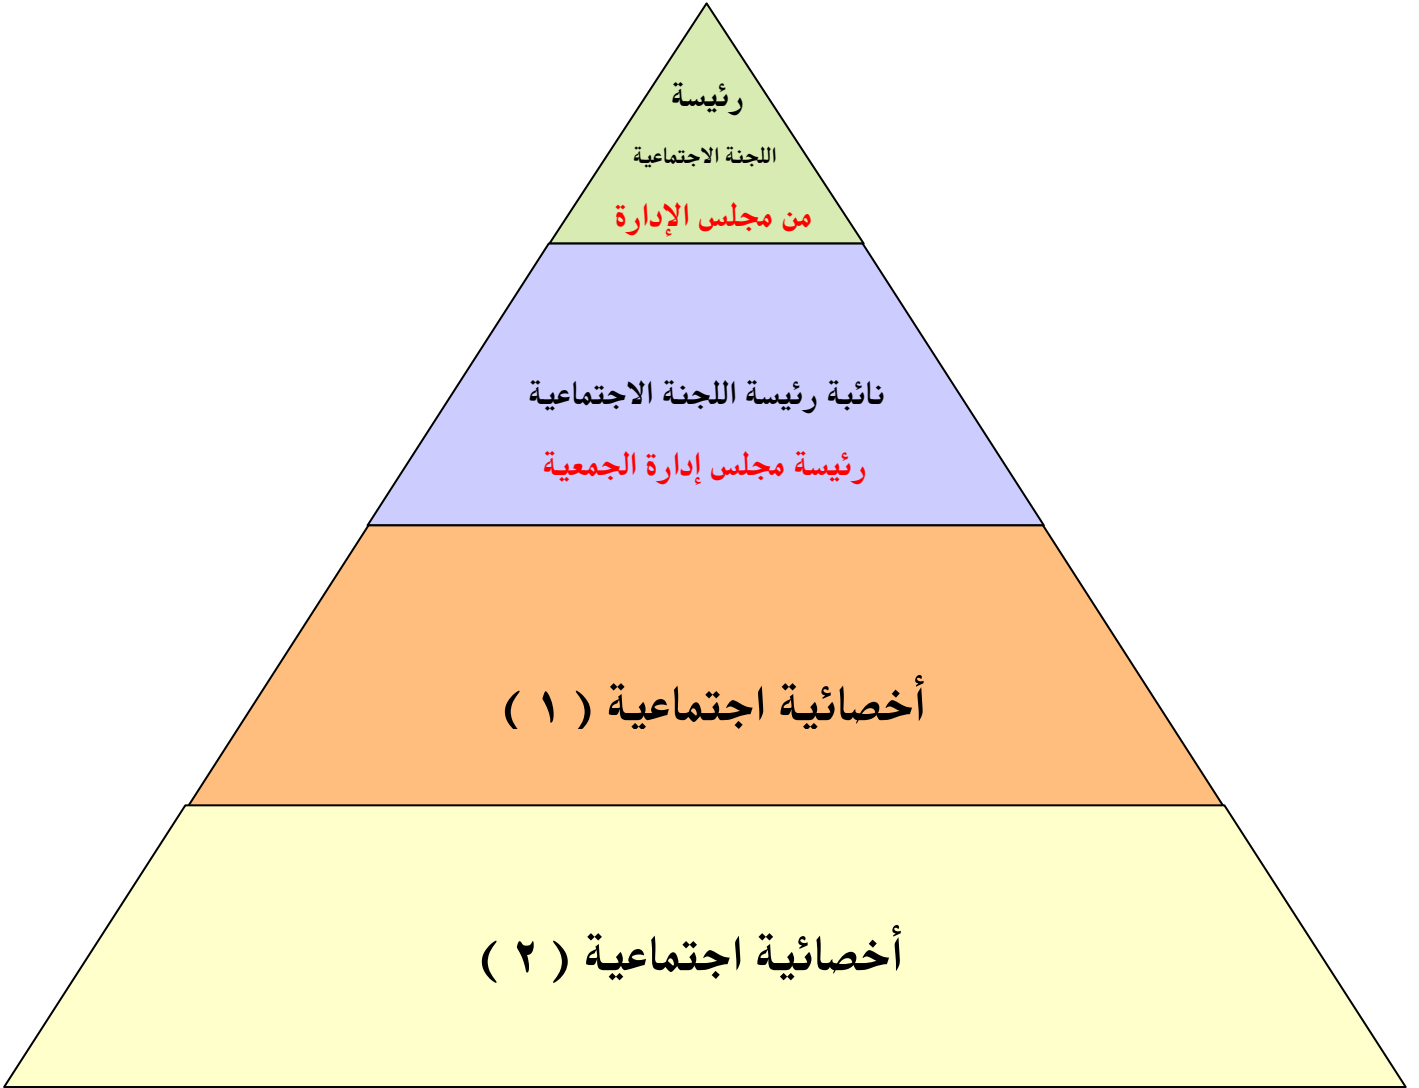 رئيسة
اللجنة الاجتماعية
من مجلس الإدارة
نائبة رئيسة اللجنة الاجتماعية
رئيسة مجلس إدارة الجمعية
أخصائية اجتماعية ( ١ )
أخصائية اجتماعية ( ٢ )